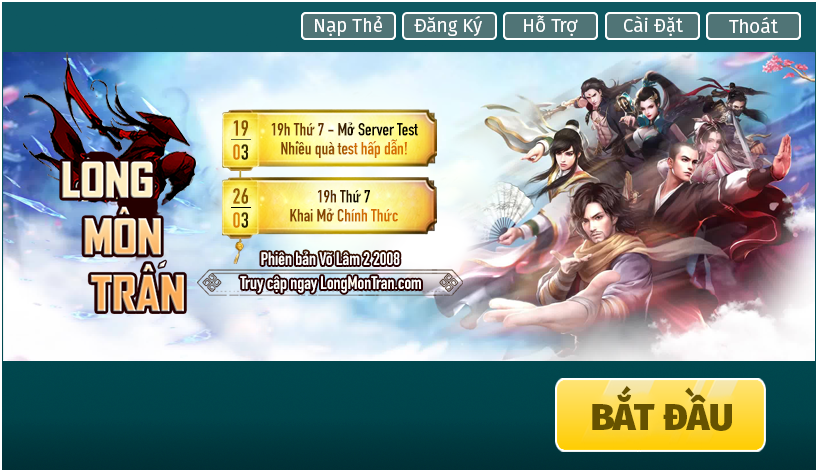 Nạp Thẻ Đăng Ký Hỗ Trợ Cài Đặt Thoát
LONG
MÔN
TRẤN
19
03
19h Thứ 7 - Mở Server Test
Nhiều quà test hấp dẫn!
26
03
19h Thứ 7
Khai Mở Chính Thức
Phiên bản Võ Lâm 2 2008
Truy cập ngay LongMonTran.com
BẮT ĐẦU